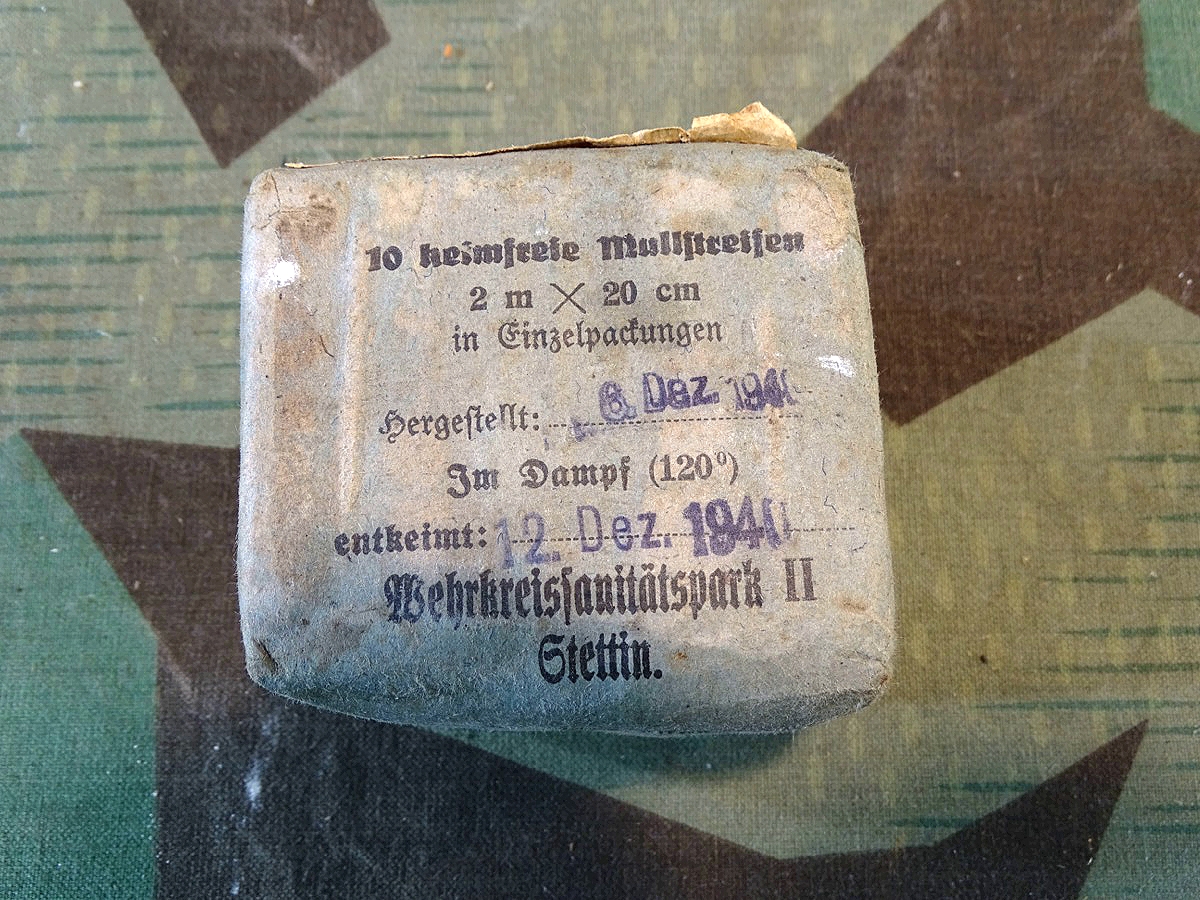 10 keimfreie Mullstreifen
2 m × 20 cm
in Einzelpackungen
Hergestellt: 6. Dez. 1940
Im Dampf (120°)
entkeimt: 12. Dez. 1940
Wehrkreissanitätspark II
Stettin.